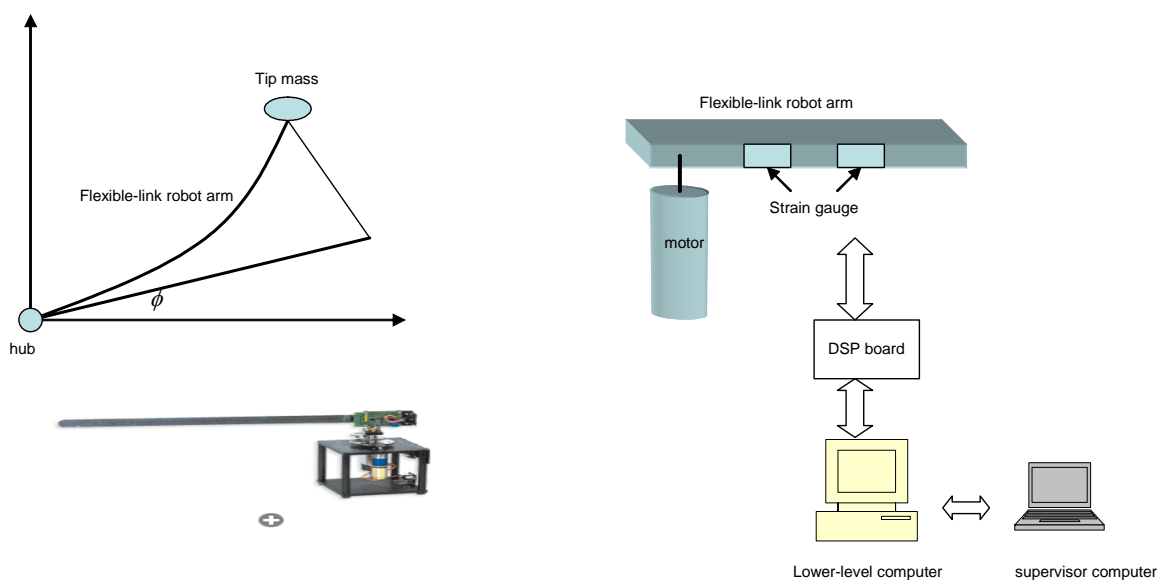 Tip mass
Flexible-link robot arm
ϕ
hub
Flexible-link robot arm
Strain gauge
motor
DSP board
Lower-level computer
supervisor computer